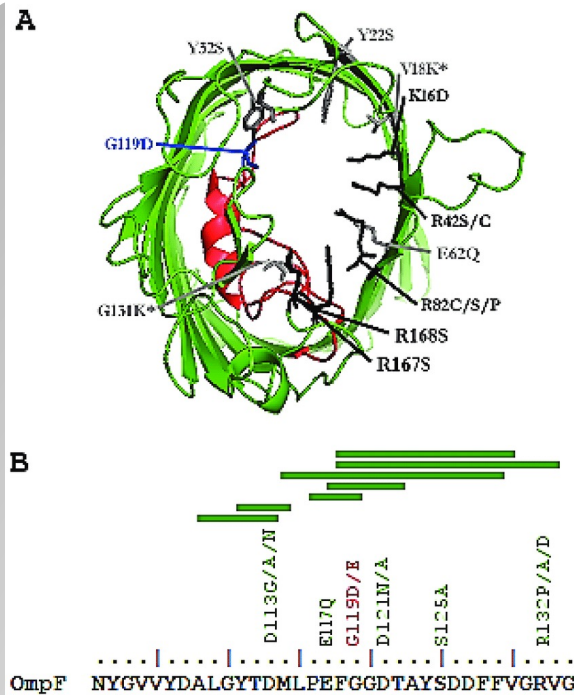 A
Y32S
Y22S
V18K*
K16D
G119D
R42S/C
E62Q
G131K*
R82C/S/P
R168S
R167S
B
D113G/A/N
E117Q
G119D/E
D121N/A
S125A
R132P/A/D
OmpF NYGVVYDALGYTDMLPEFGGDTAYSDDFFVGRVG